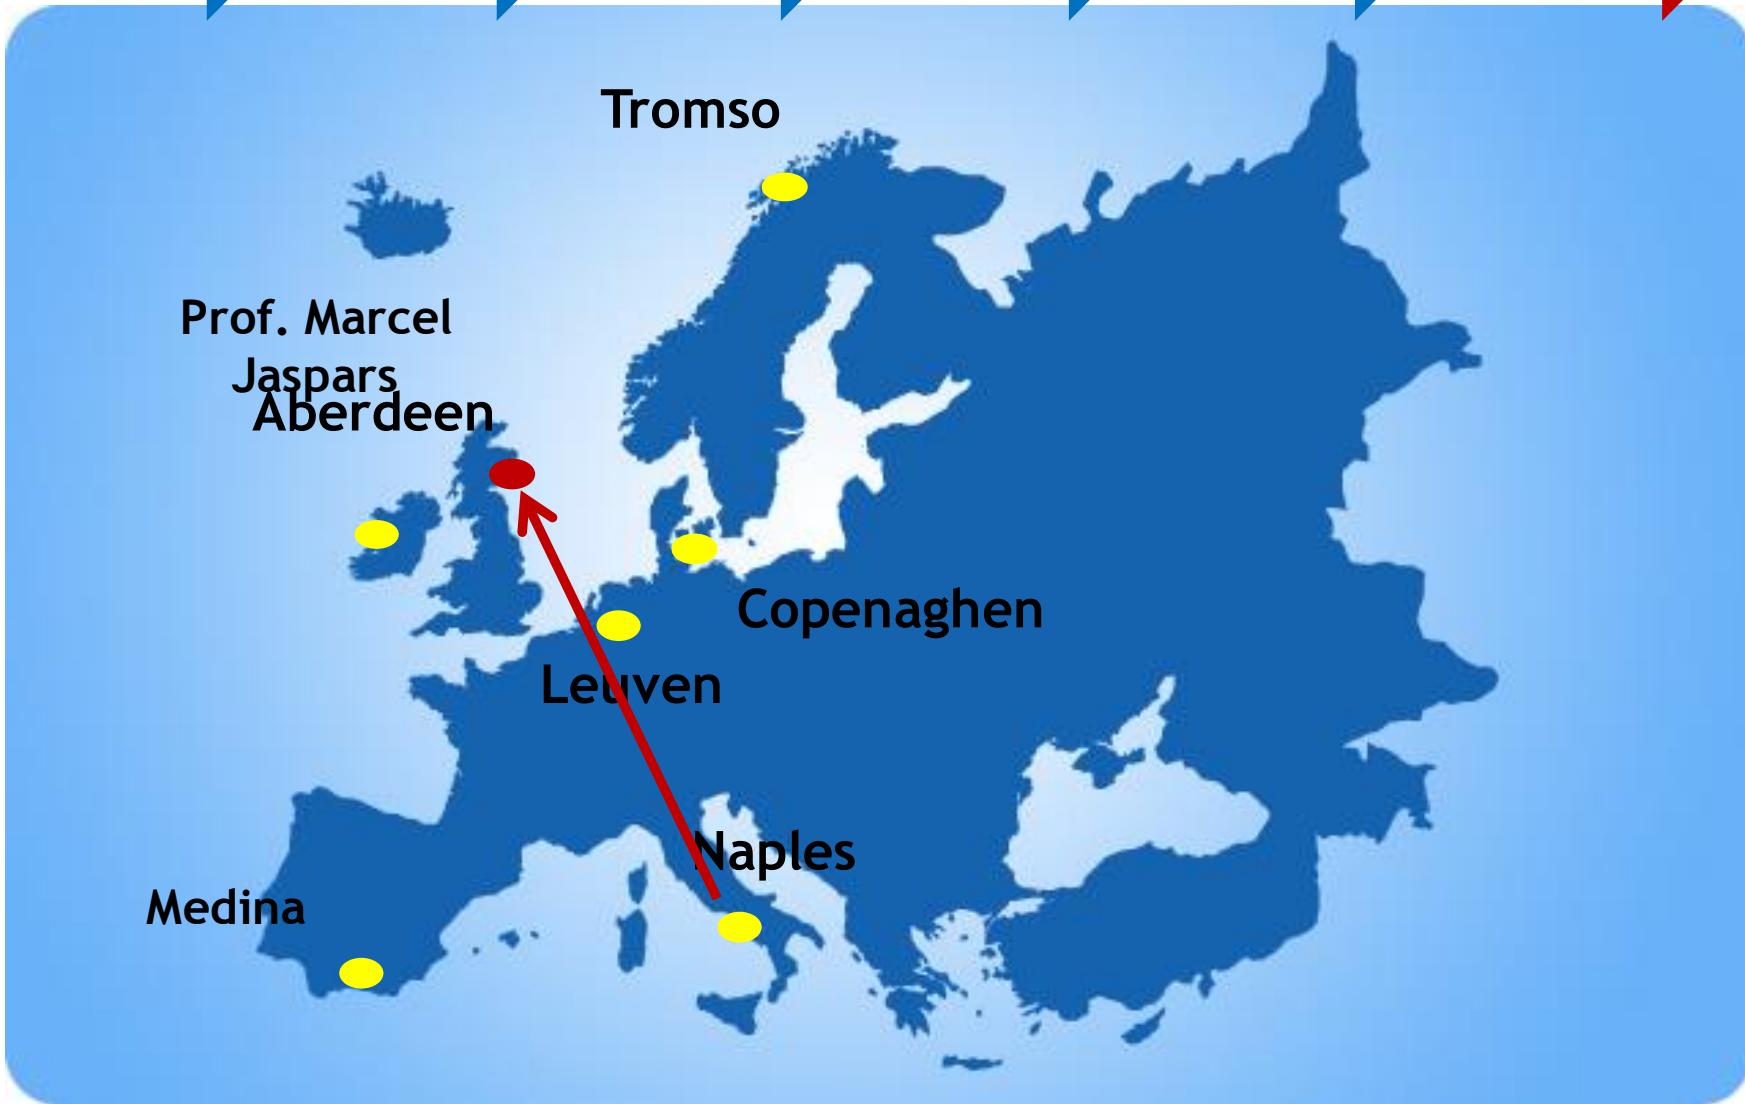 Tromso
Prof. Marcel
Jaspars
Aberdeen
Copenaghen
Leuven
Naples
Medina